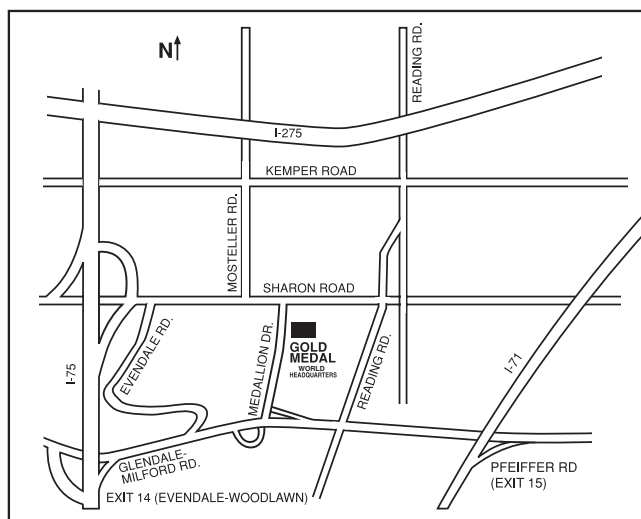 N
READING RD.
I-275
KEMPER ROAD
MOSTELLER RD.
SHARON ROAD
I-75
EVENDALE RD.
MEDALLION DR.
GOLD
MEDAL
WORLD
HEADQUARTERS
READING RD.
I-71
GLENDALE-
MILFORD RD.
PFEIFFER RD
(EXIT 15)
EXIT 14 (EVENDALE-WOODLAWN)